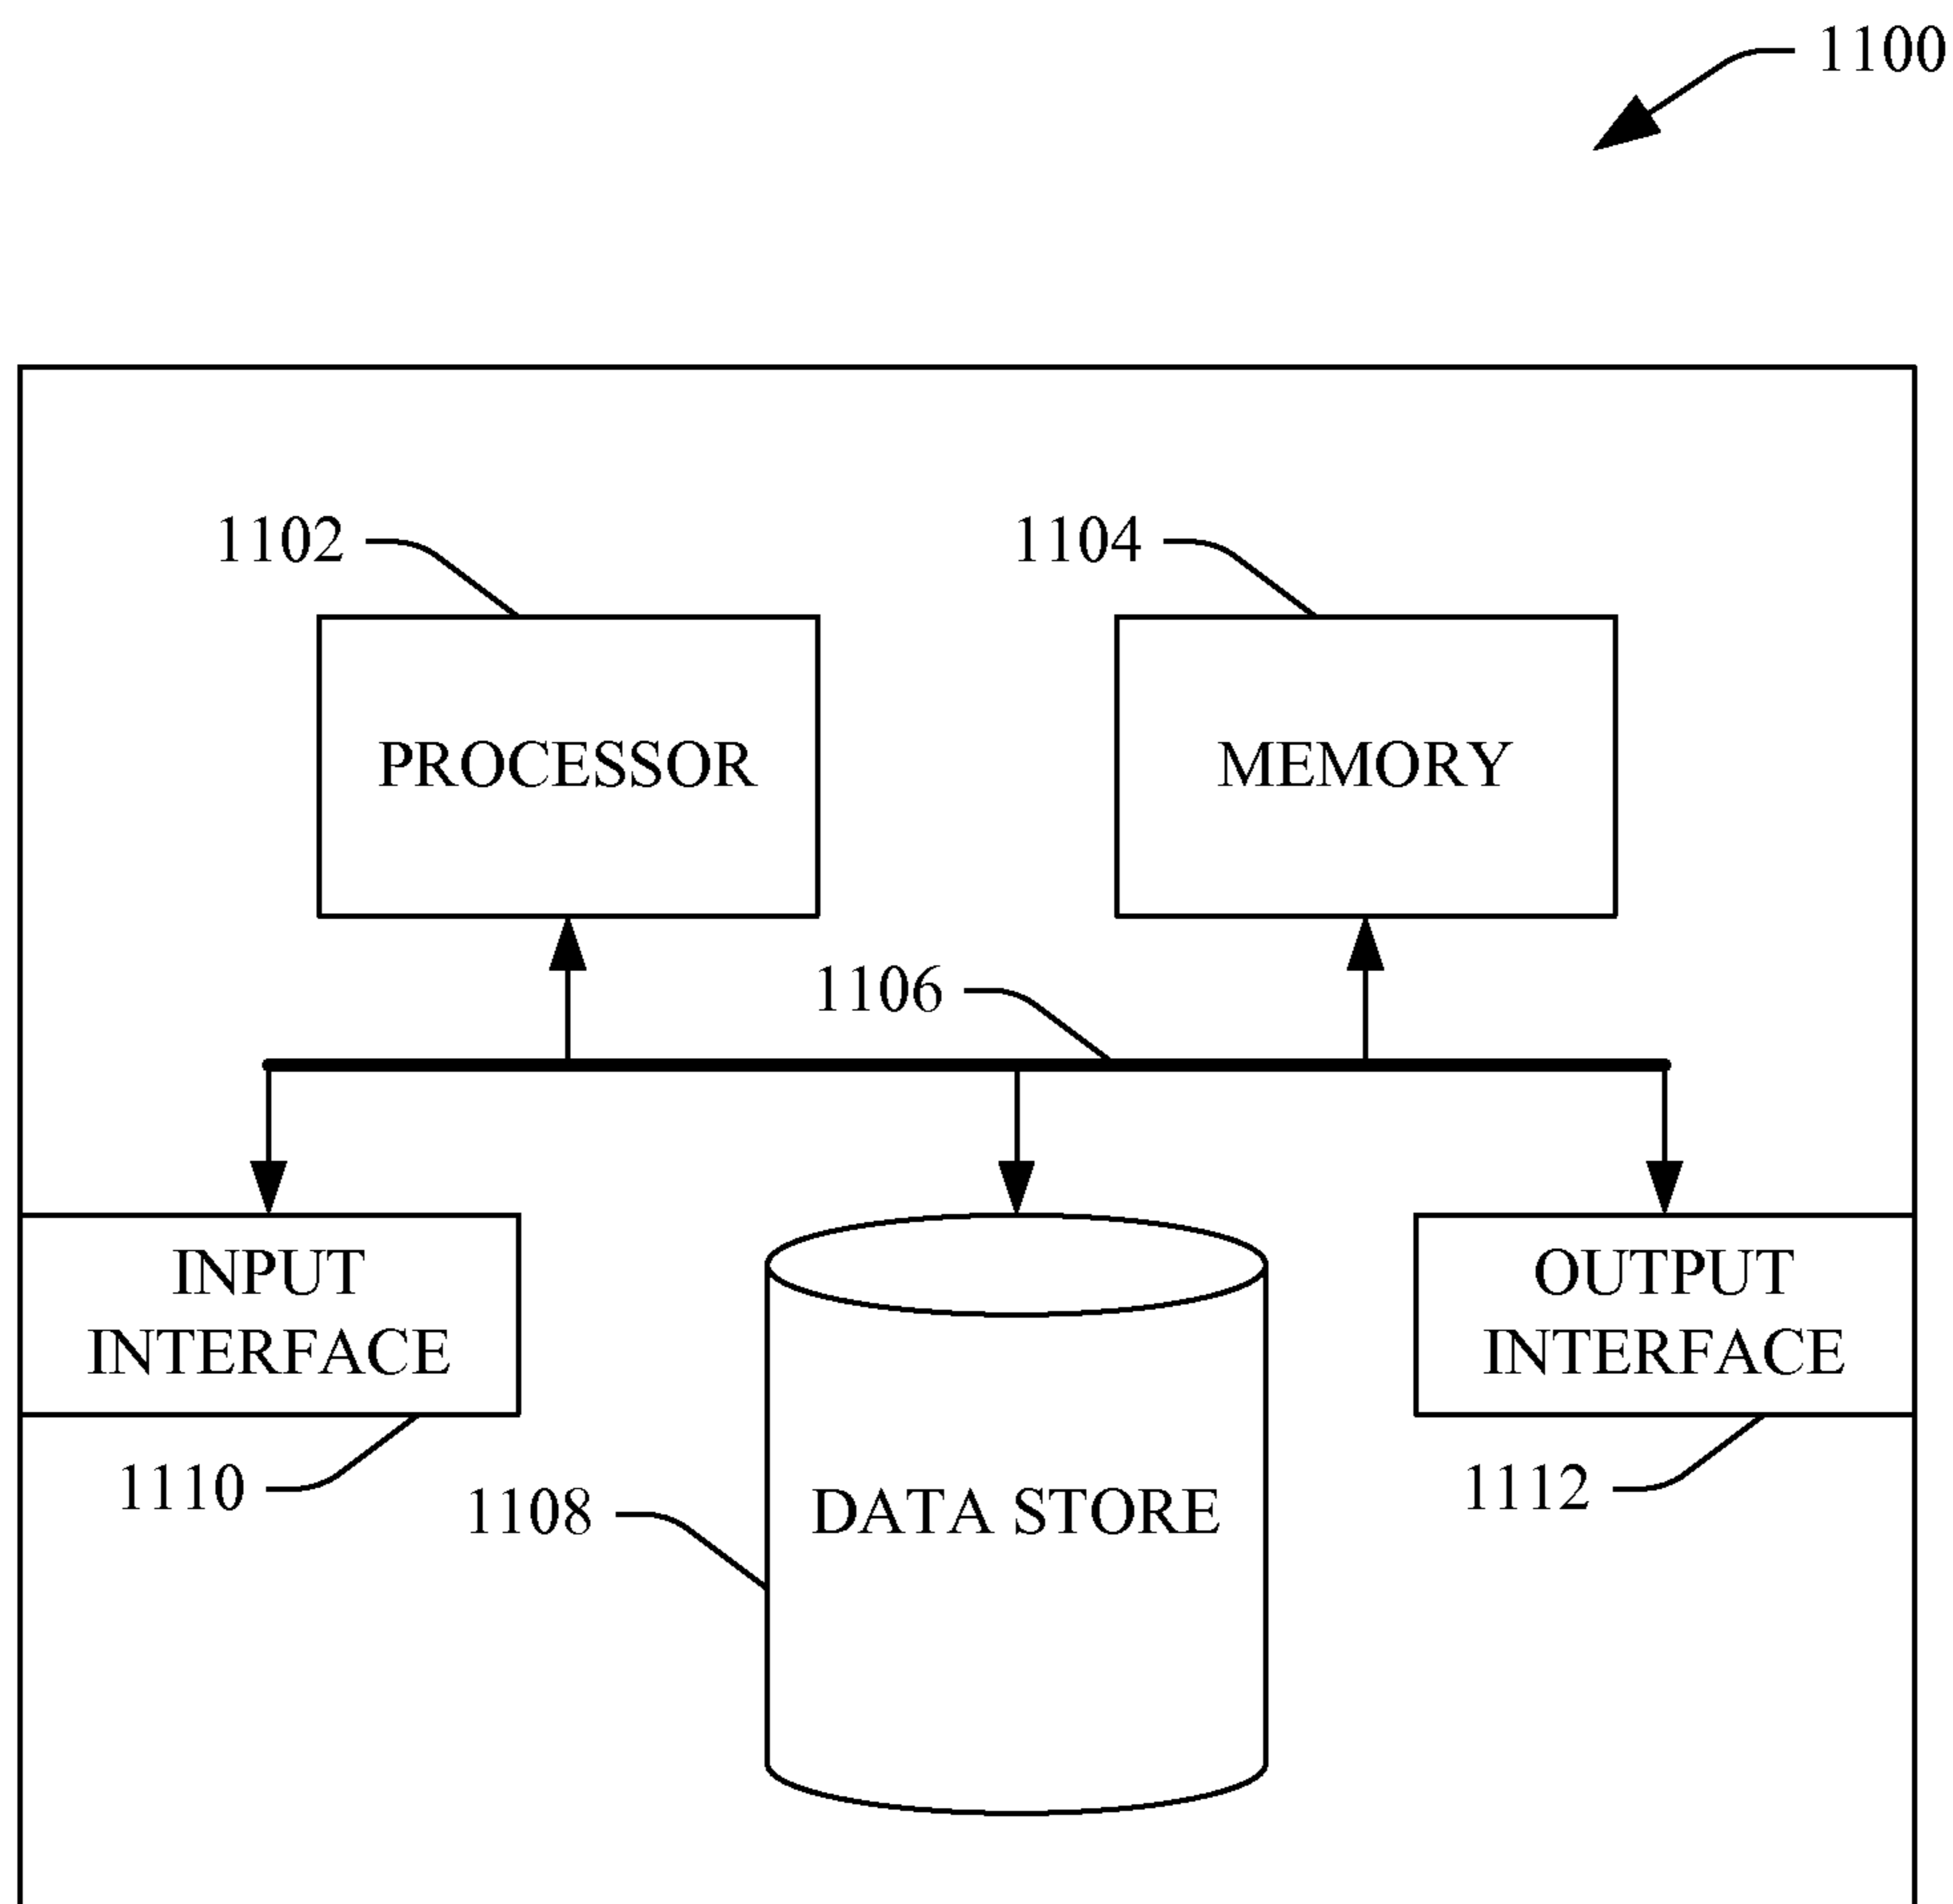 1100
1102
1104
PROCESSOR
MEMORY
1106
INPUT
INTERFACE
OUTPUT
INTERFACE
1110
1108
DATA STORE
1112